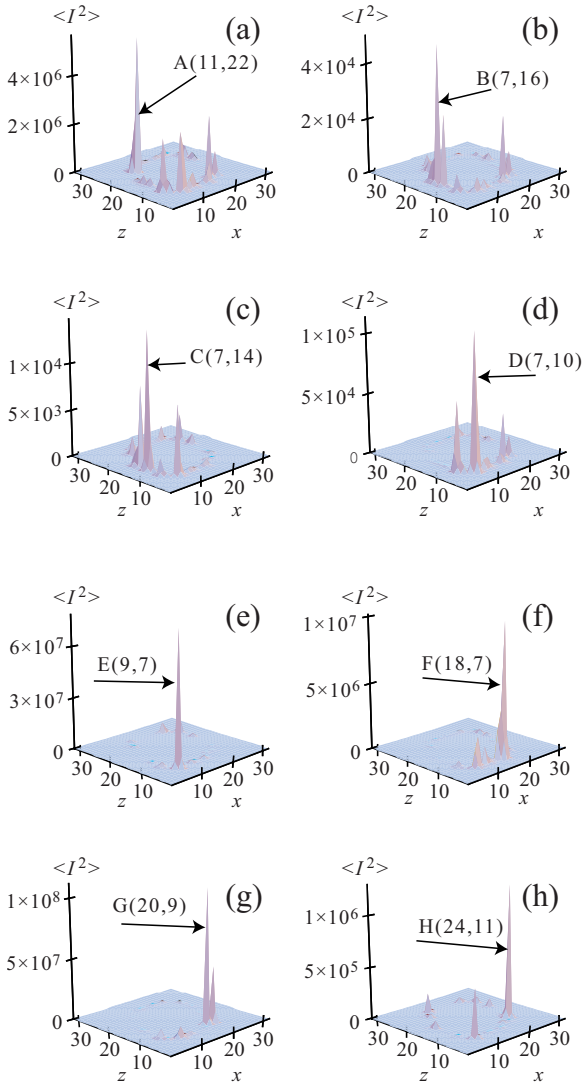 <I²>
(a)
4×10⁶
A(11,22)
2×10⁶
0
30
20
10
z
10
20
30
x
<I²>
(b)
4×10⁴
B(7,16)
2×10⁴
0
30
20
10
z
10
20
30
x
<I²>
(c)
1×10⁴
C(7,14)
5×10³
0
30
20
10
z
10
20
30
x
<I²>
(d)
1×10⁵
D(7,10)
5×10⁴
0
30
20
10
z
10
20
30
x
<I²>
(e)
6×10⁷
E(9,7)
3×10⁷
0
30
20
10
z
10
20
30
x
<I²>
(f)
1×10⁷
F(18,7)
5×10⁶
0
30
20
10
z
10
20
30
x
<I²>
(g)
1×10⁸
G(20,9)
5×10⁷
0
30
20
10
z
10
20
30
x
<I²>
(h)
1×10⁶
H(24,11)
5×10⁵
0
30
20
10
z
10
20
30
x